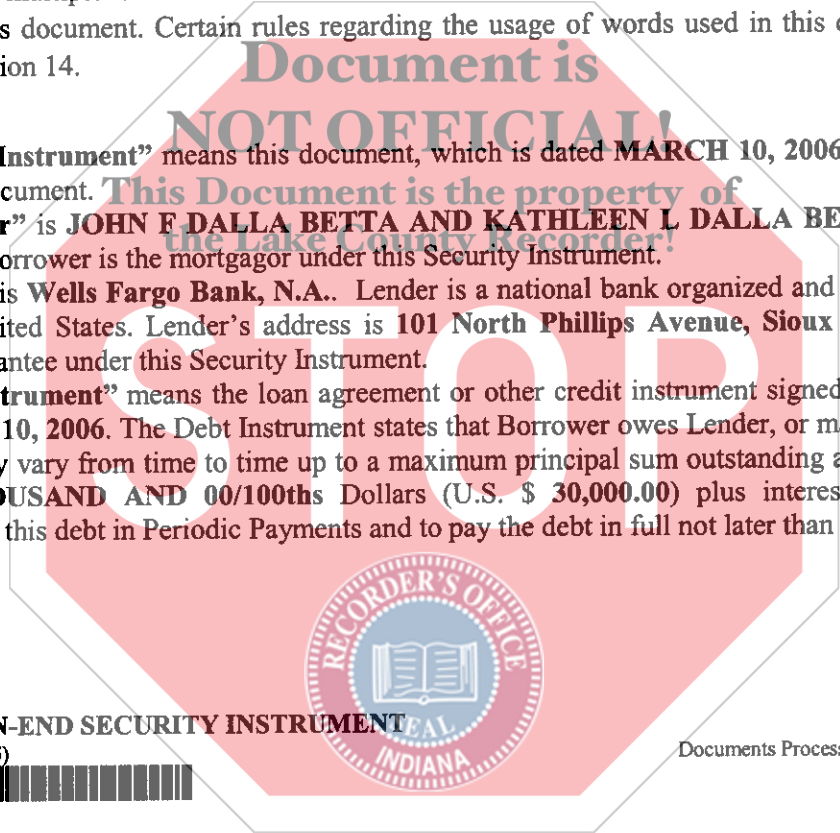 s document. Certain rules regarding the usage of words used in this
ion 14.
Document is
NOT OFFICIAL!
Instrument” means this document, which is dated MARCH 10, 2006
cument.
This Document is the property of
the Lake County Recorder!
r” is JOHN F DALLA BETTA AND KATHLEEN L DALLA BE
orrower is the mortgagor under this Security Instrument.
is Wells Fargo Bank, N.A.. Lender is a national bank organized and
ited States. Lender’s address is 101 North Phillips Avenue, Sioux
antee under this Security Instrument.
trument” means the loan agreement or other credit instrument signed
10, 2006. The Debt Instrument states that Borrower owes Lender, or m
y vary from time to time up to a maximum principal sum outstanding a
OUSAND AND 00/100ths Dollars (U.S. $ 30,000.00) plus interes
this debt in Periodic Payments and to pay the debt in full not later than
STOP
RECORDER’S OFFICE
SEAL
INDIANA
N-END SECURITY INSTRUMENT
Documents Process